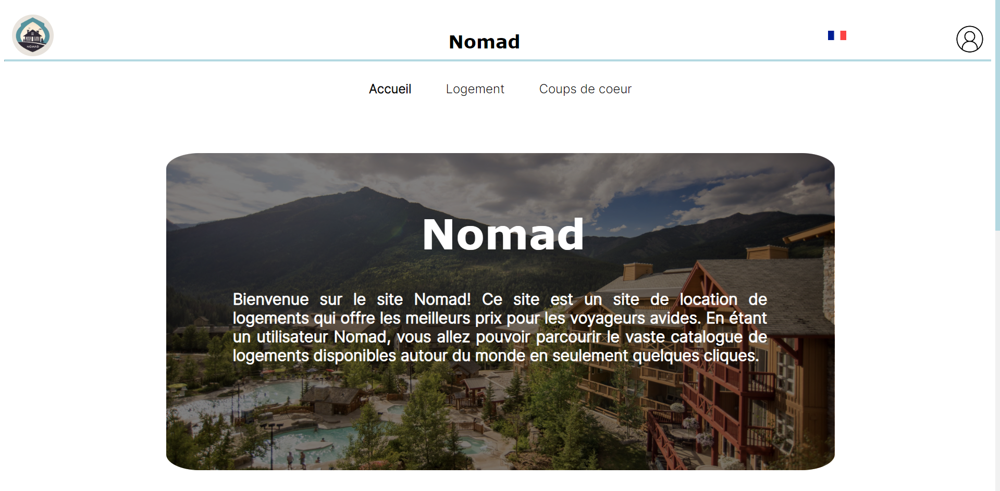 NOMAD
Nomad
Accueil
Logement
Coups de coeur
Nomad
Bienvenue sur le site Nomad! Ce site est un site de location de
logements qui offre les meilleurs prix pour les voyageurs avides. En étant
un utilisateur Nomad, vous allez pouvoir parcourir le vaste catalogue de
logements disponibles autour du monde en seulement quelques cliques.